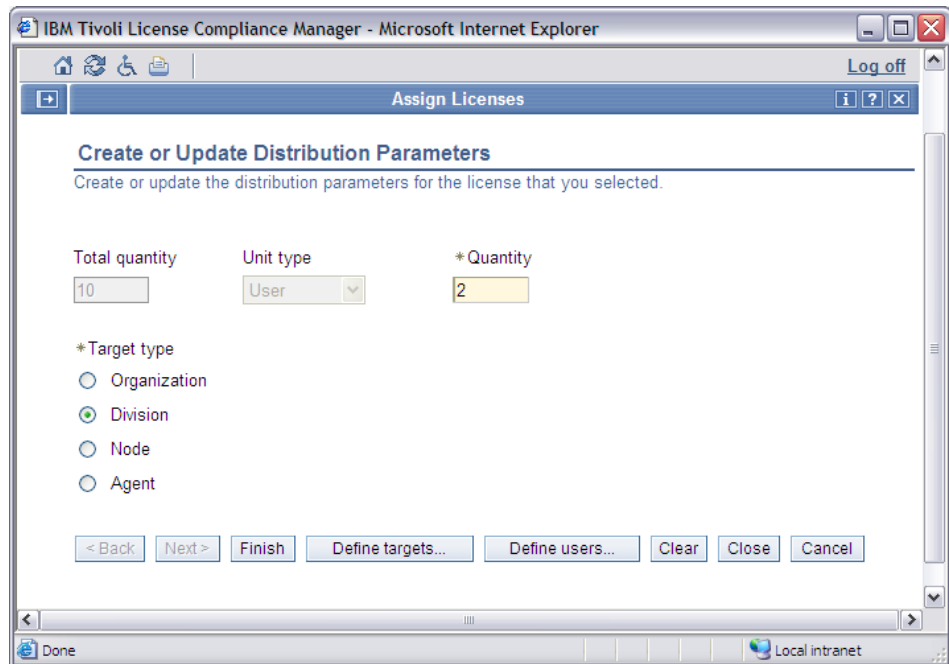 IBM Tivoli License Compliance Manager - Microsoft Internet Explorer
Log off
Assign Licenses
Create or Update Distribution Parameters
Create or update the distribution parameters for the license that you selected.
Total quantity Unit type *Quantity
10 User 2
*Target type
Organization
Division
Node
Agent
< Back Next > Finish Define targets... Define users... Clear Close Cancel
Done Local intranet